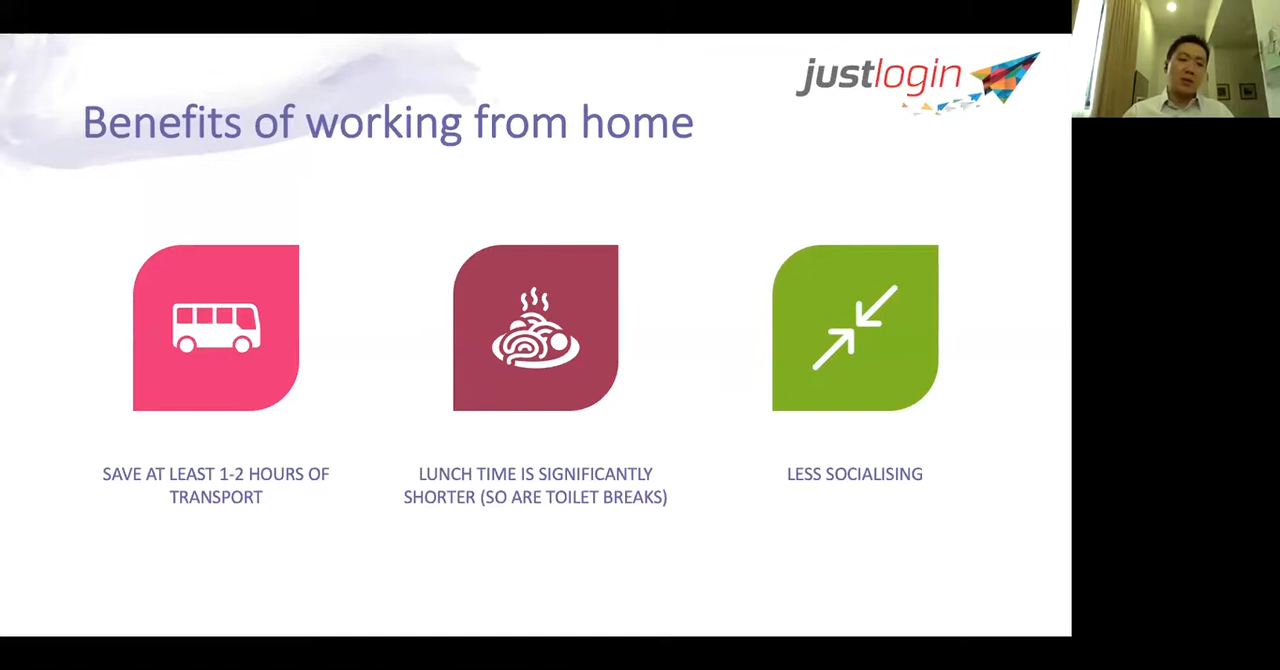 justlogin
Benefits of working from home
SAVE AT LEAST 1-2 HOURS OF
TRANSPORT
LUNCH TIME IS SIGNIFICANTLY
SHORTER (SO ARE TOILET BREAKS)
LESS SOCIALISING